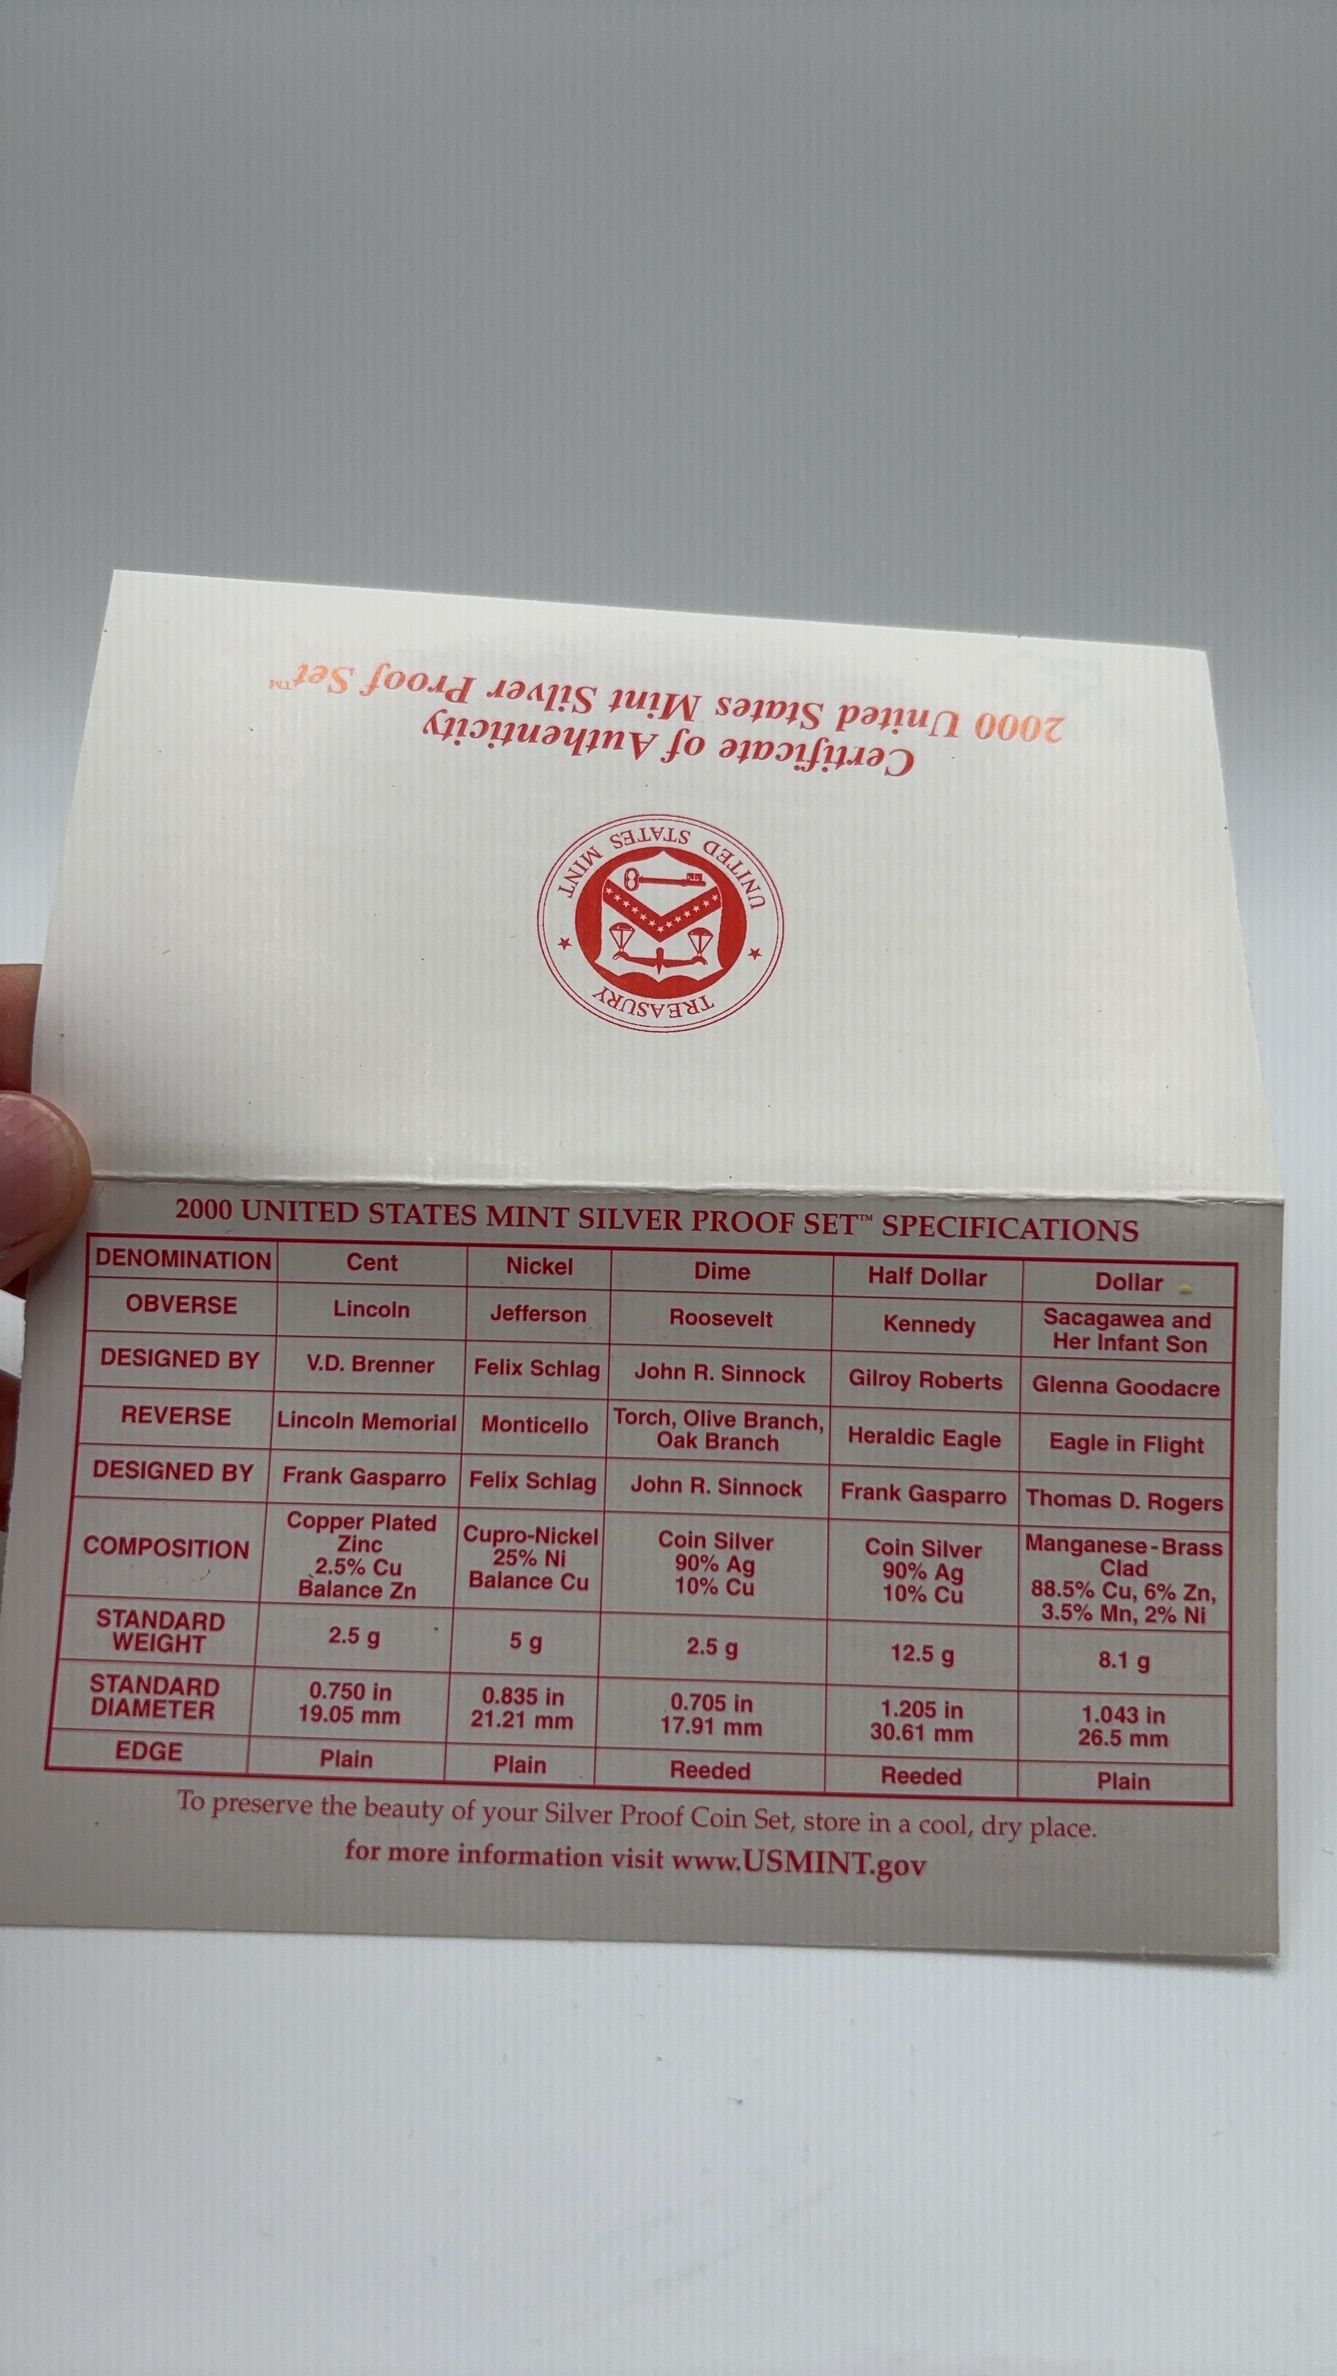 Certificate of Authenticity
2000 United States Mint Silver Proof Set™
TREASURY
UNITED STATES MINT
2000 UNITED STATES MINT SILVER PROOF SET™ SPECIFICATIONS
DENOMINATION Cent Nickel Dime Half Dollar Dollar
OBVERSE Lincoln Jefferson Roosevelt Kennedy Sacagawea and
Her Infant Son
DESIGNED BY V.D. Brenner Felix Schlag John R. Sinnock Gilroy Roberts Glenna Goodacre
REVERSE Lincoln Memorial Monticello Torch, Olive Branch, Heraldic Eagle Eagle in Flight
Oak Branch
DESIGNED BY Frank Gasparro Felix Schlag John R. Sinnock Frank Gasparro Thomas D. Rogers
COMPOSITION Copper Plated Cupro-Nickel Coin Silver Coin Silver Manganese-Brass
Zinc 25% Ni 90% Ag 90% Ag Clad
2.5% Cu Balance Cu 10% Cu 10% Cu 88.5% Cu, 6% Zn,
Balance Zn 3.5% Mn, 2% Ni
STANDARD 2.5 g 5 g 2.5 g 12.5 g 8.1 g
WEIGHT
STANDARD 0.750 in 0.835 in 0.705 in 1.205 in 1.043 in
DIAMETER 19.05 mm 21.21 mm 17.91 mm 30.61 mm 26.5 mm
EDGE Plain Plain Reeded Reeded Plain
To preserve the beauty of your Silver Proof Coin Set, store in a cool, dry place.
for more information visit www.USMINT.gov